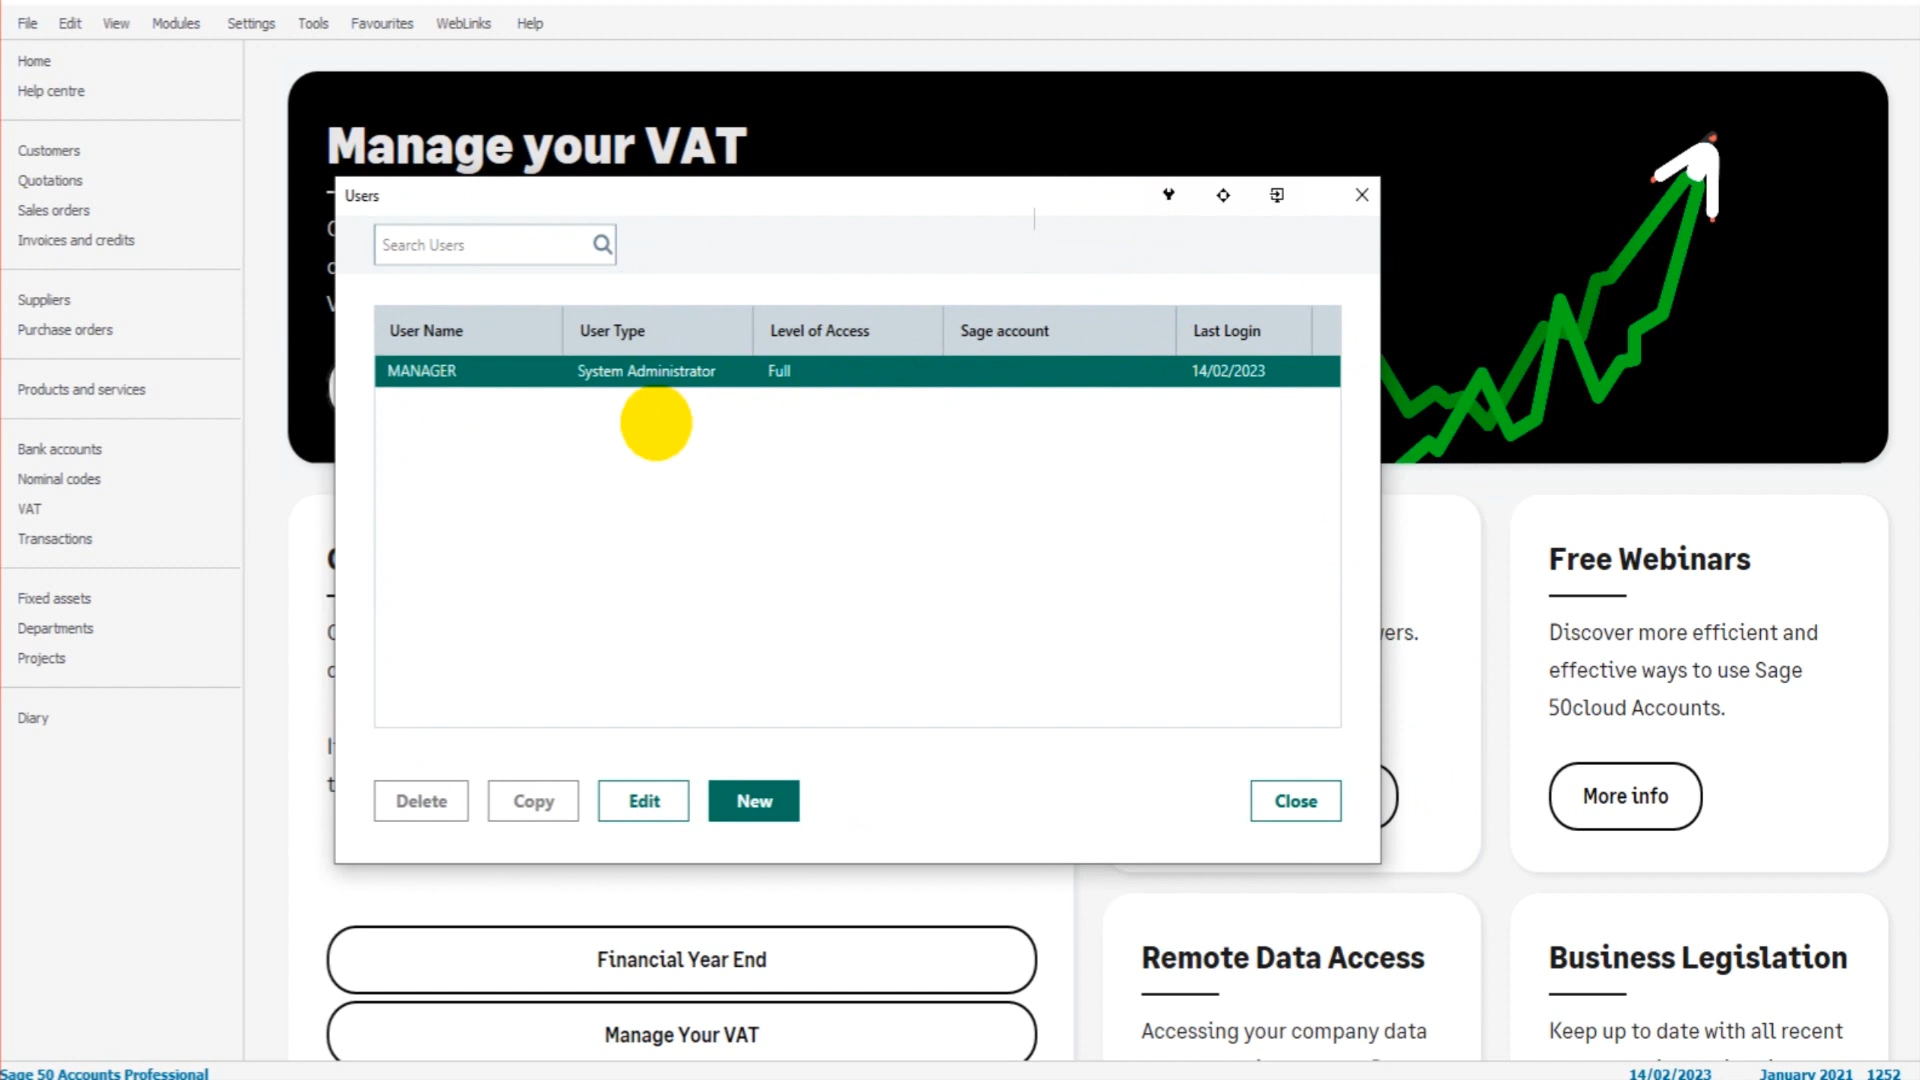 File Edit View Modules Settings Tools Favourites WebLinks Help
Home
Help centre
Customers
Quotations
Sales orders
Invoices and credits
Suppliers
Purchase orders
Products and services
Bank accounts
Nominal codes
VAT
Transactions
Fixed assets
Departments
Projects
Diary
Manage your VAT
Users
Search Users
User Name User Type Level of Access Sage account Last Login
MANAGER System Administrator Full 14/02/2023
Delete Copy Edit New Close
Financial Year End
Manage Your VAT
Free Webinars
Discover more efficient and
effective ways to use Sage
50cloud Accounts.
More info
Remote Data Access
Accessing your company data
Business Legislation
Keep up to date with all recent
Sage 50 Accounts Professional 14/02/2023 January 2021 1252